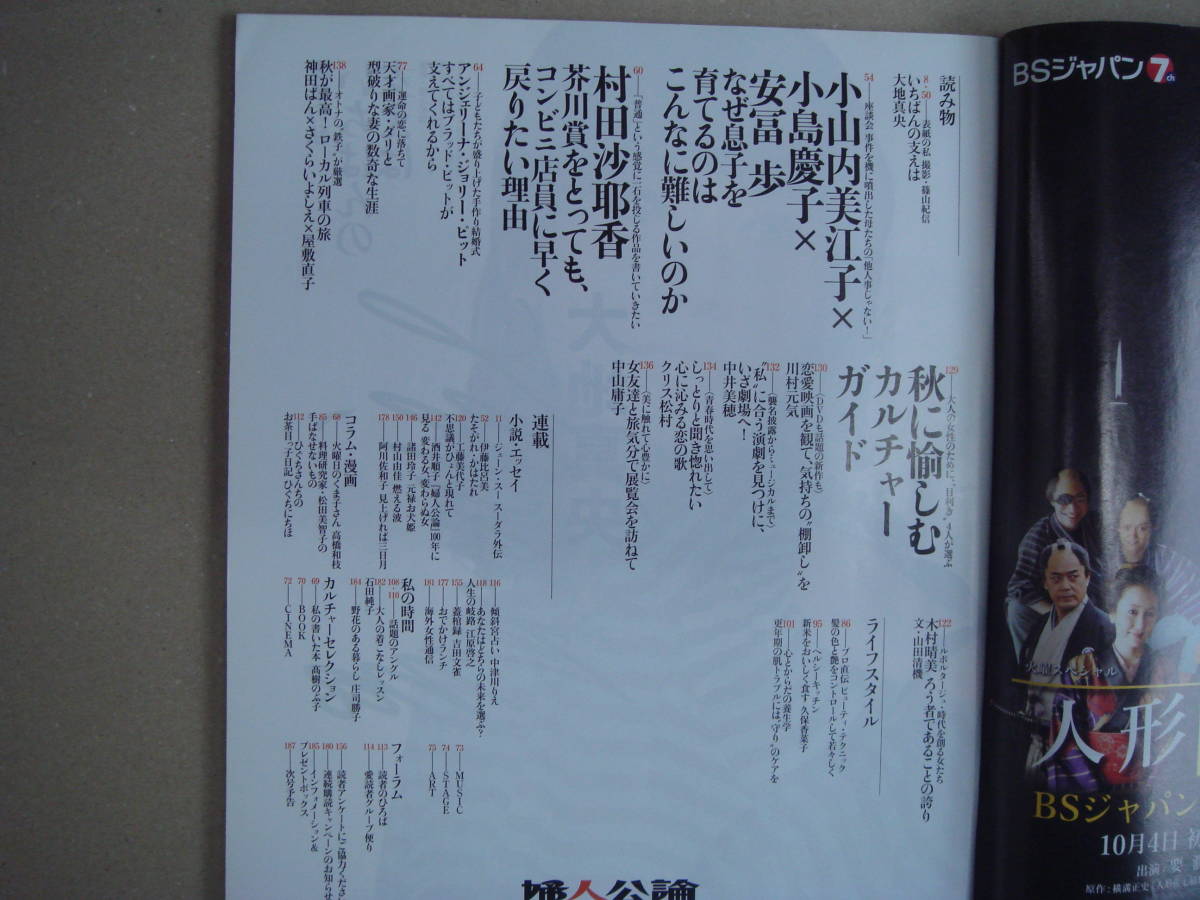 読み物
8・50―表紙の私 撮影・篠山紀信
いちばんの支えは
大地真央
54―座談会 事件を機に噴出した母たちの「他人事じゃない!」
小山内美江子×
小島慶子×
安冨 歩
なぜ息子を
育てるのは
こんなに難しいのか
60―「普通」という感覚に一石を投じる作品を書いていきたい
村田沙耶香
芥川賞をとっても、
コンビニ店員に早く
戻りたい理由
64―子どもたちが盛り上げた手作り結婚式
アンジェリーナ・ジョリー・ピット
すべてはブラッド・ピットが
支えてくれるから
77―運命の恋に落ちて
天才画家・ダリと
型破りな妻の数奇な生涯
138―オトナの〝鉄子〟が厳選
秋が最高!ローカル列車の旅
神田ぱん×さくらいよしえ×屋敷直子
129―大人の女性のために、〝目利き〟4人が選ぶ
秋に愉しむ
カルチャー
ガイド
130―(DVDも話題の新作も)
恋愛映画を観て、気持ちの〝棚卸し〟を
川村元気
132―(襲名披露からミュージカルまで)
〝私〟に合う演劇を見つけに、
いざ劇場へ!
中井美穂
134―(青春時代を思い出して)
しっとりと聞き惚れたい
心に沁みる恋の歌
クリス松村
136―(美に触れて心豊かに)
女友達と旅気分で展覧会を訪ねて
中山庸子
122―ルポルタージュ・時代を創る女たち
木村晴美 ろう者であることの誇り
文・山田清機
ライフスタイル
86―プロ直伝 ビューティ・テクニック
髪の色と艶をコントロールして若々しく
95―ヘルシーキッチン
新米をおいしく食す 久保香菜子
101―心とからだの養生学
更年期の肌トラブルには、〝守り〟のケアを
連載
小説・エッセイ
11―ジェーン・スー スーダラ外伝
52―伊藤比呂美
たそがれ・かはたれ
120―工藤美代子
不思議がひょんと現れて
142―酒井順子 『婦人公論』100年に
見る 変わる女、変わらぬ女
146―諸田玲子 元禄お犬姫
150―村山由佳 燃える波
178―阿川佐和子 見上げれば三日月
コラム・漫画
68―火曜日のくまずさん 高橋和枝
85―料理研究家・松田美智子の
手ばなせないもの
112―ひぐちさんちの
お茶目っ子日記 ひぐちにちほ
116―傾斜宮占い 中津川りえ
118―あなたはどちらの未来を選ぶ?
人生の岐路 江原啓之
155―蓋棺録 吉田文雀
177―おでかけランチ
181―海外女性通信
私の時間
108・110―話題のアングル
182―大人の着こなしレッスン
石田純子
184―野花のある暮らし 庄司勝子
カルチャーセレクション
69―私の書いた本 髙樹のぶ子
70―BOOK
72―CINEMA
73―MUSIC
74―STAGE
75―ART
フォーラム
113―読者のひろば
114―愛読者グループ便り
156―読者アンケートにご協力くださ
180―連続購読キャンペーンのお知らせ
185―インフォメーション&
プレゼントボックス
187―次号予告
婦人公論
BSジャパン7ch
火曜スペシャル
人形
BSジャパン
10月4日 初
出演/要
原作:横溝正史